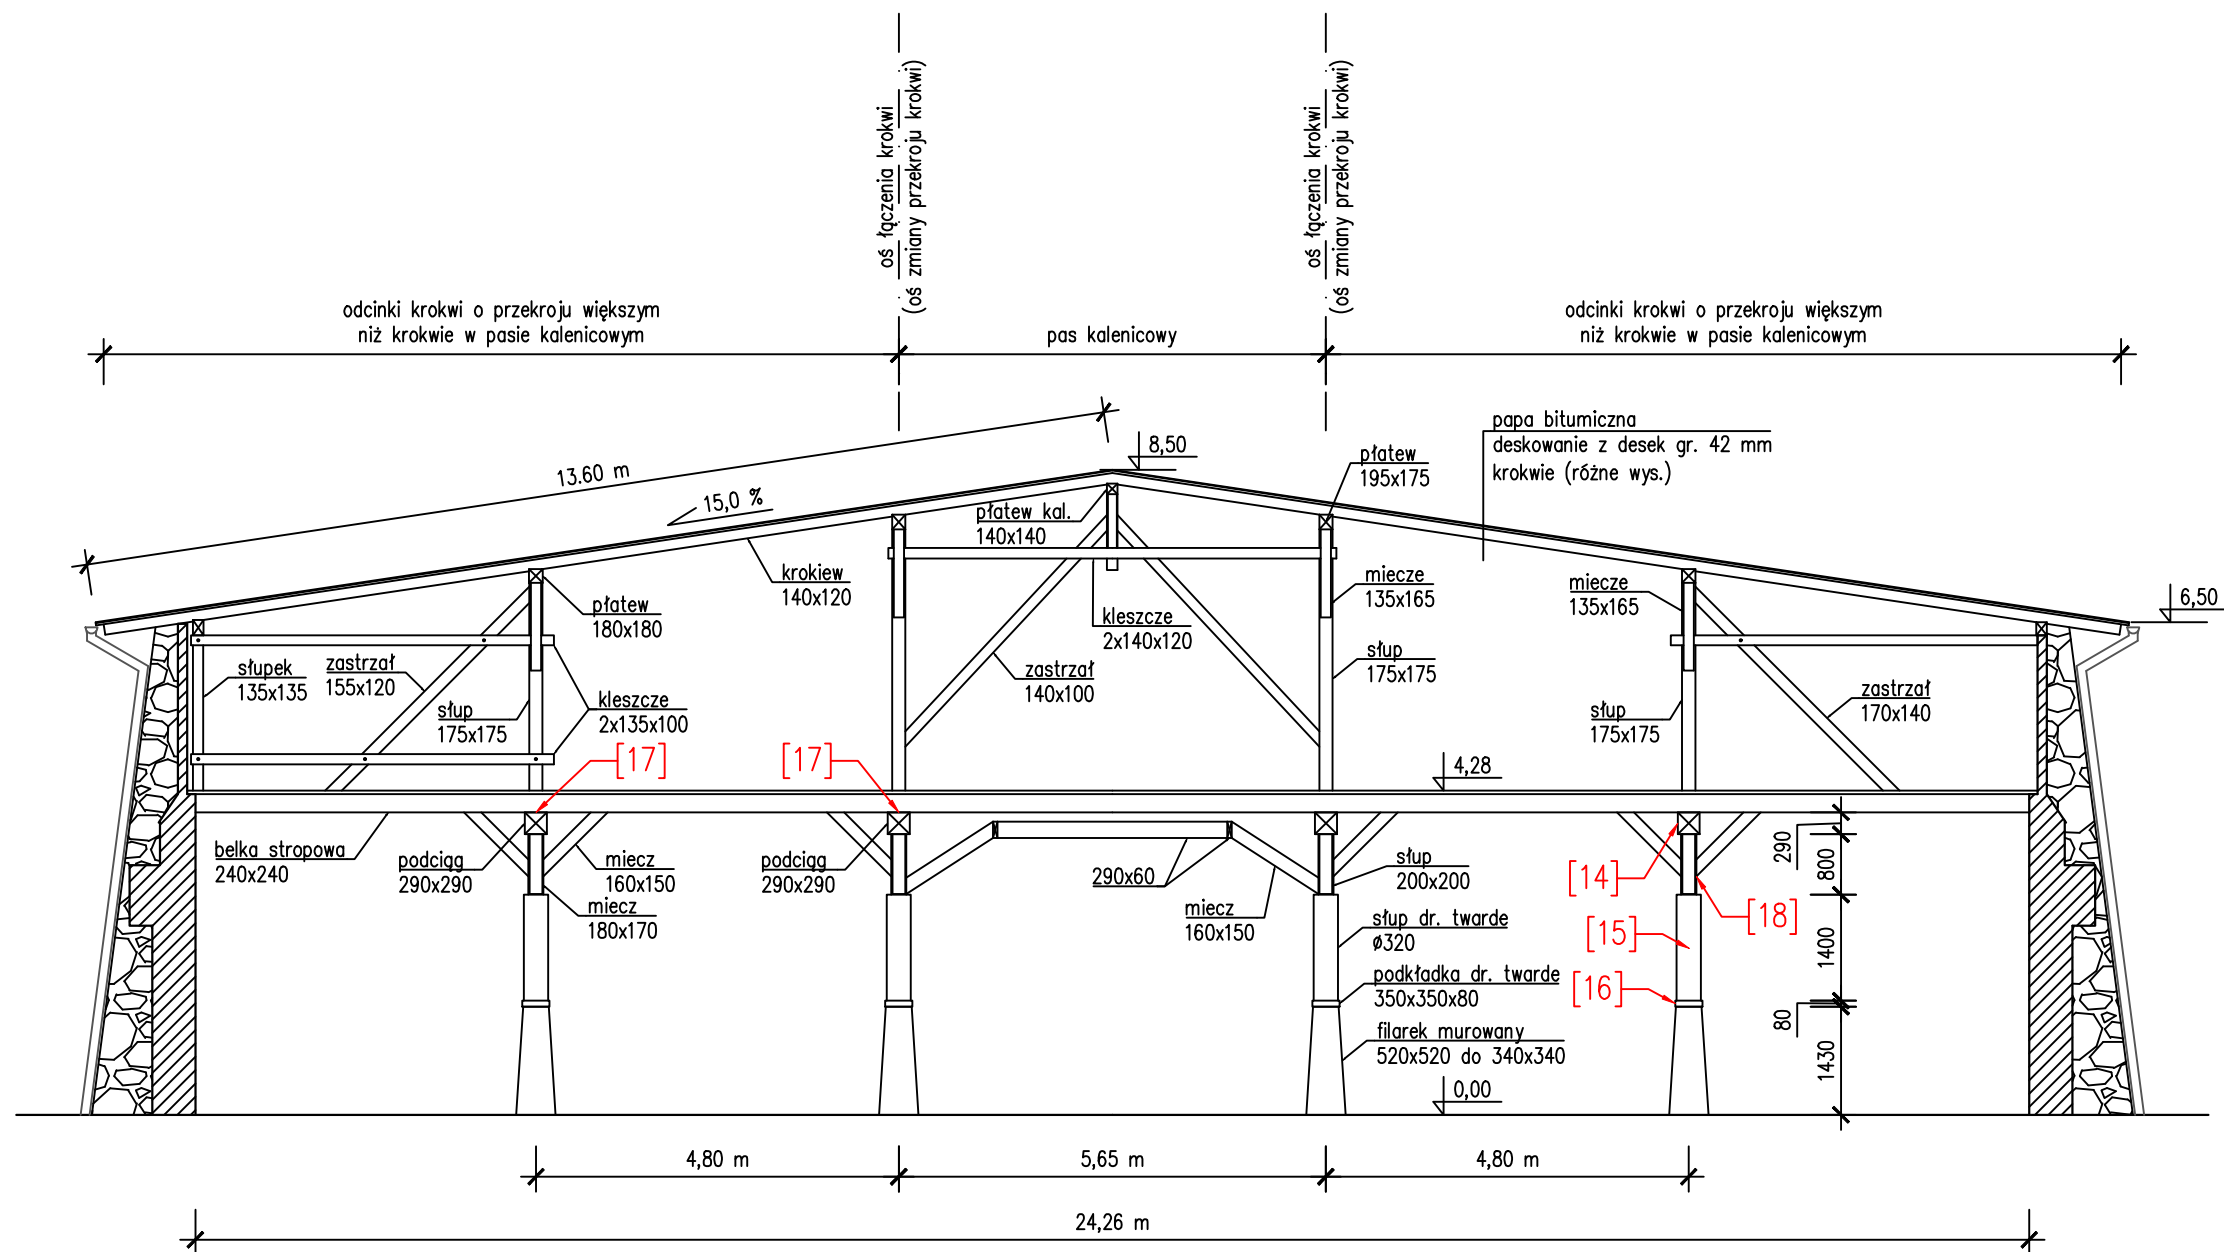 oś łączenia krokwi
(oś zmiany przekroju krokwi)
oś łączenia krokwi
(oś zmiany przekroju krokwi)
odcinki krokwi o przekroju większym
niż krokwie w pasie kalenicowym
pas kalenicowy
odcinki krokwi o przekroju większym
niż krokwie w pasie kalenicowym
13.60 m
15,0 %
8,50
płatew
195x175
papa bitumiczna
deskowanie z desek gr. 42 mm
krokwie (różne wys.)
płatew kal.
140x140
krokiew
140x120
płatew
180x180
kleszcze
2x140x120
miecze
135x165
miecze
135x165
6,50
słupek
135x135
zastrzał
155x120
słup
175x175
kleszcze
2x135x100
zastrzał
140x100
słup
175x175
słup
175x175
zastrzał
170x140
[17]
[17]
4,28
belka stropowa
240x240
podciąg
290x290
miecz
160x150
miecz
180x170
podciąg
290x290
290x60
miecz
160x150
słup
200x200
słup dr. twarde
ø320
podkładka dr. twarde
350x350x80
filarek murowany
520x520 do 340x340
[14]
[18]
[15]
[16]
290
800
1400
80
1430
0,00
4,80 m
5,65 m
4,80 m
24,26 m